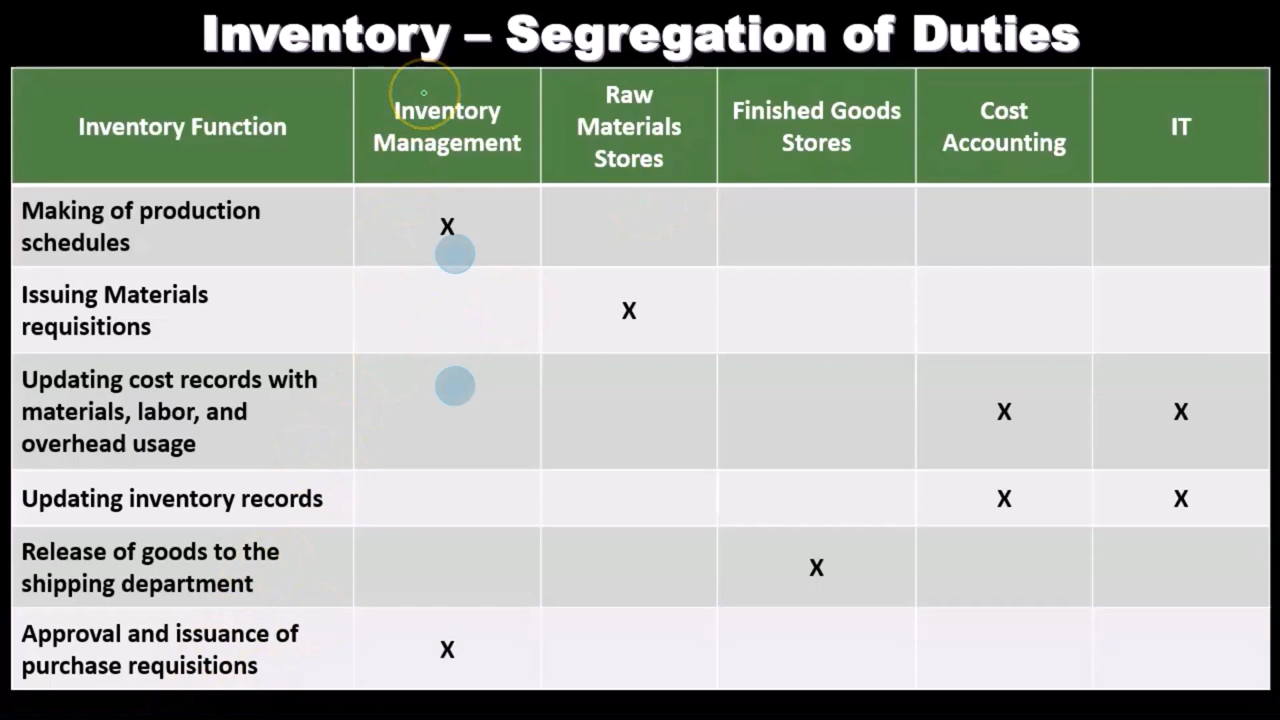 Inventory – Segregation of Duties
Inventory Function
Inventory
Management
Raw
Materials
Stores
Finished Goods
Stores
Cost
Accounting
IT
Making of production
schedules
X
Issuing Materials
requisitions
X
Updating cost records with
materials, labor, and
overhead usage
X
X
Updating inventory records
X
X
Release of goods to the
shipping department
X
Approval and issuance of
purchase requisitions
X